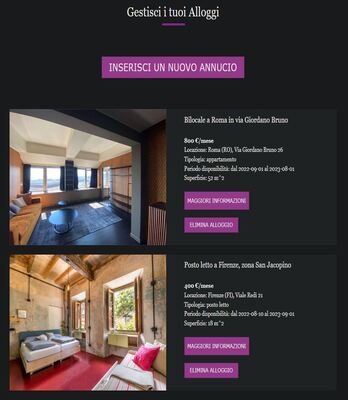 Gestisci i tuoi Alloggi
INSERISCI UN NUOVO ANNUCIO
Bilocale a Roma in via Giordano Bruno
800 €/mese
Locazione: Roma (RO), Via Giordano Bruno 26
Tipologia: appartamento
Periodo disponibilità: dal 2022-09-01 al 2023-08-01
Superficie: 52 m^2
MAGGIORI INFORMAZIONI
ELIMINA ALLOGGIO
Posto letto a Firenze, zona San Jacopino
400 €/mese
Locazione: Firenze (FI), Viale Redi 21
Tipologia: posto letto
Periodo disponibilità: dal 2022-08-10 al 2023-09-01
Superficie: 18 m^2
MAGGIORI INFORMAZIONI
ELIMINA ALLOGGIO